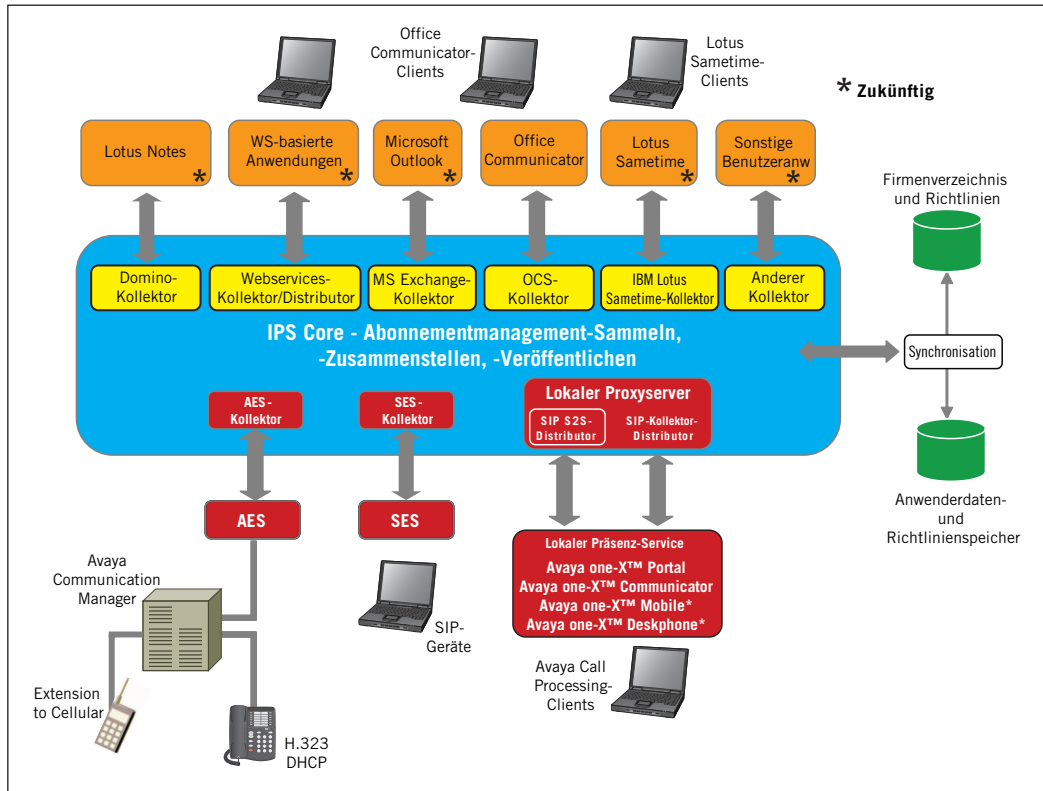 Office
Communicator-
Clients
Lotus
Sametime-
Clients
* Zukünftig
Lotus Notes
*
WS-basierte
Anwendungen
*
Microsoft
Outlook
*
Office
Communicator
Lotus
Sametime
*
Sonstige
Benutzeranw
*
Firmenverzeichnis
und Richtlinien
Domino-
Kollektor
Webservices-
Kollektor/Distributor
MS Exchange-
Kollektor
OCS-
Kollektor
IBM Lotus
Sametime-Kollektor
Anderer
Kollektor
IPS Core - Abonnementmanagement-Sammeln,
-Zusammenstellen, -Veröffentlichen
Synchronisation
AES-
Kollektor
SES-
Kollektor
Lokaler Proxyserver
SIP S2S-
Distributor
SIP-Kollektor-
Distributor
Anwenderdaten-
und
Richtlinienspeicher
AES
SES
Lokaler Präsenz-Service
Avaya one-X™ Portal
Avaya one-X™ Communicator
Avaya one-X™ Mobile*
Avaya one-X™ Deskphone*
Avaya
Communication
Manager
SIP-
Geräte
Avaya Call
Processing-
Clients
Extension
to Cellular
H.323
DHCP